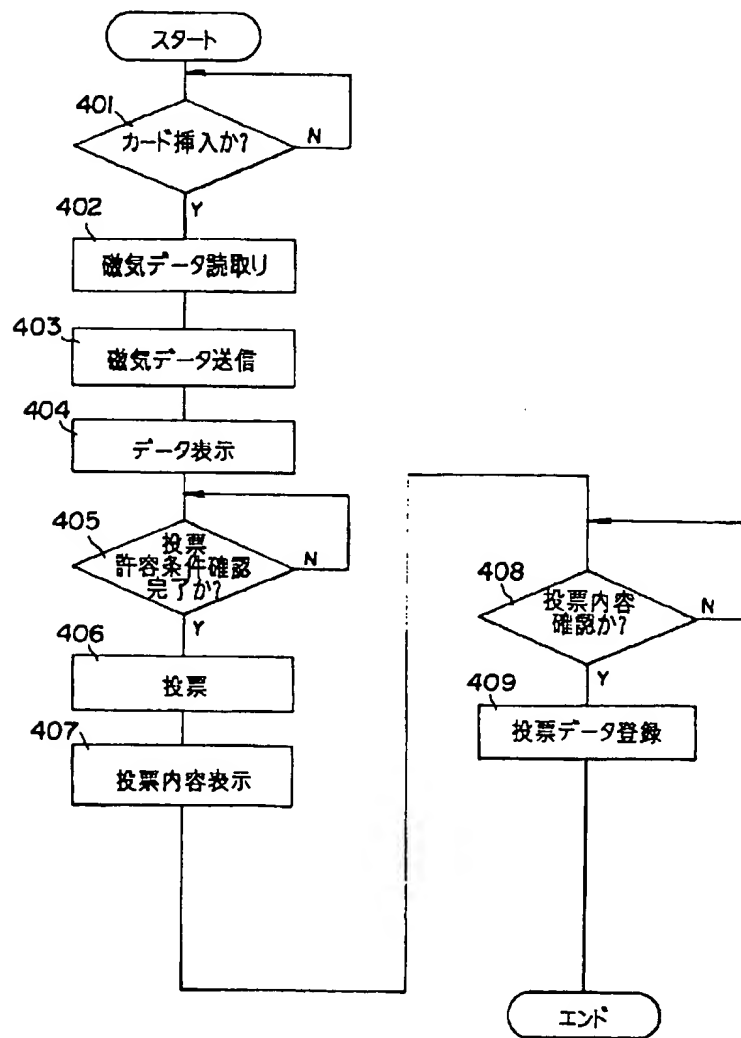 スタート
401
カード挿入か?
N
Y
402
磁気データ読取り
403
磁気データ送信
404
データ表示
405
投票
許容条件確認
完了か?
N
Y
406
投票
407
投票内容表示
408
投票内容
確認か?
N
Y
409
投票データ登録
エンド